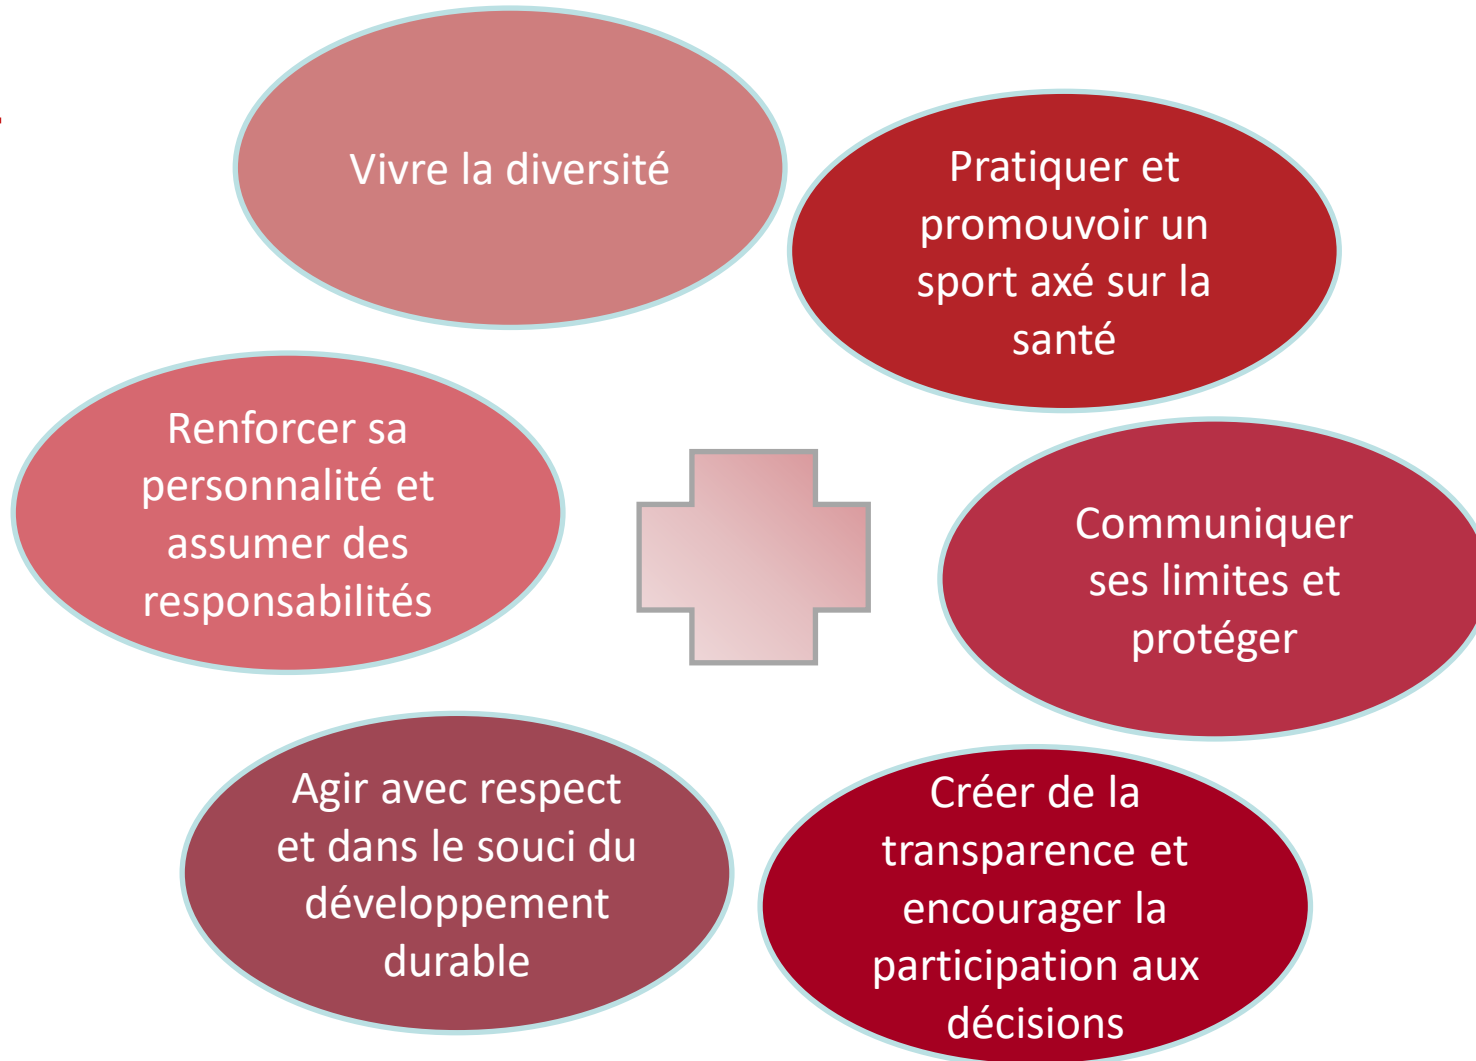 Vivre la diversité
Pratiquer et
promouvoir un
sport axé sur la
santé
Renforcer sa
personnalité et
assumer des
responsabilités
Communiquer
ses limites et
protéger
Agir avec respect
et dans le souci du
développement
durable
Créer de la
transparence et
encourager la
participation aux
décisions